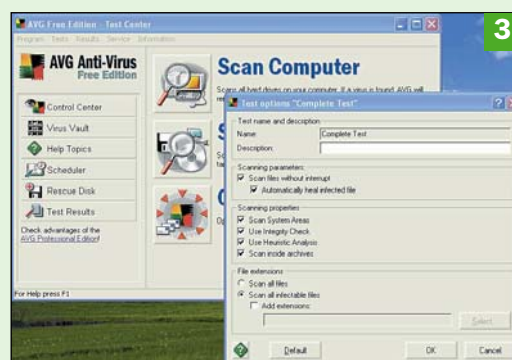 AVG Free Edition - Test Center
3
Program Tests Results Service Information
AVG Anti-Virus
Free Edition
Control Center
Virus Vault
Help Topics
Scheduler
Rescue Disk
Test Results
Check advantages of the
AVG Professional Edition!
For Help press F1
Scan Computer
Scans all hard drives on your computer. If a virus is found, AVG will
Test options "Complete Test"
Test name and description
Name: Complete Test
Description:
Scanning parameters:
Scan files without interrupt
Automatically heal infected file
Scanning properties
Scan System Areas
Use Integrity Check
Use Heuristic Analysis
Scan inside archives
File extensions
Scan all files
Scan all infectable files
Add extensions:
Select
Default
OK
Cancel